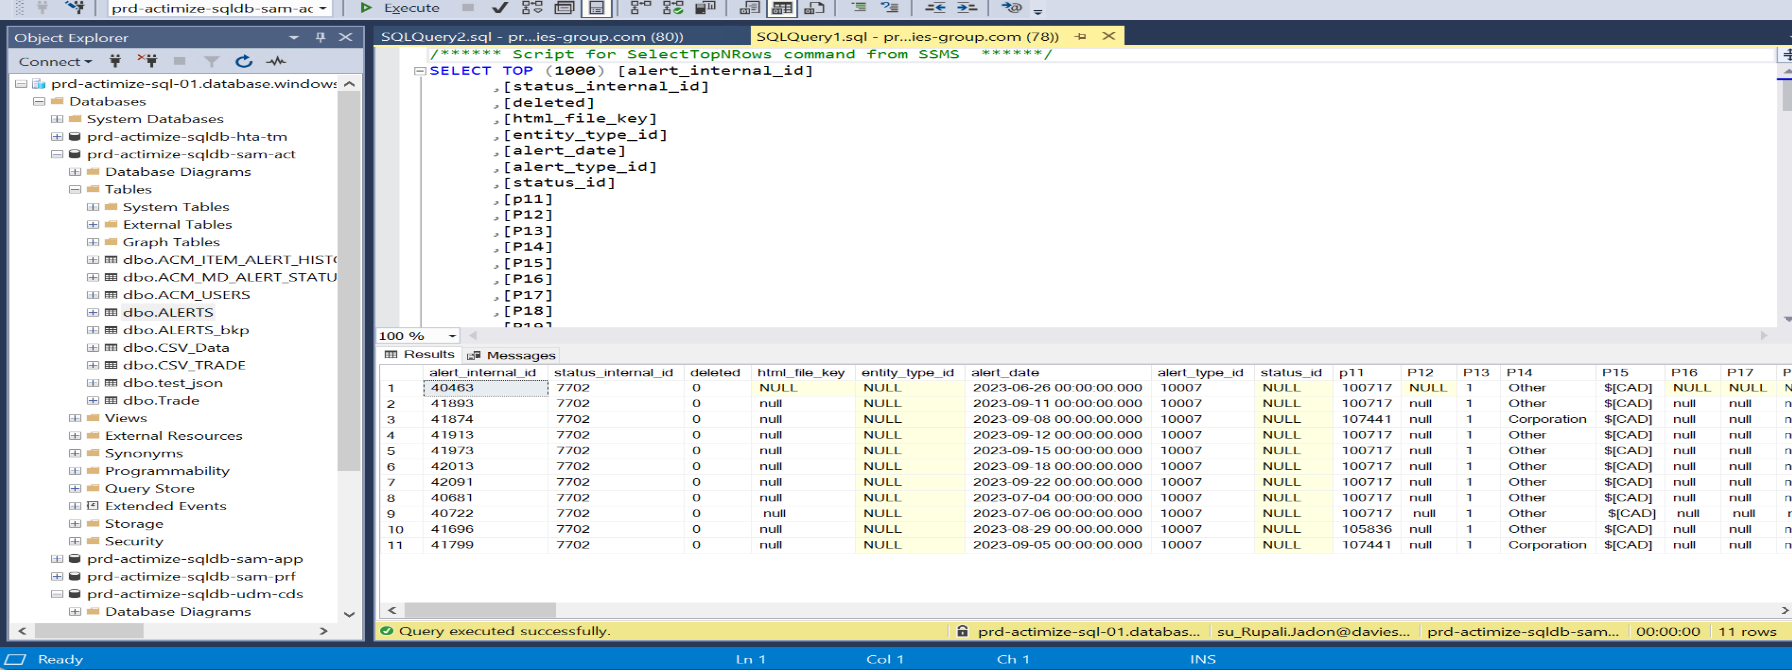 prd-actimize-sqldb-sam-ac Execute
Object Explorer
Connect
prd-actimize-sql-01.database.windows
Databases
System Databases
prd-actimize-sqldb-hta-tm
prd-actimize-sqldb-sam-act
Database Diagrams
Tables
System Tables
External Tables
Graph Tables
dbo.ACM_ITEM_ALERT_HIST
dbo.ACM_MD_ALERT_STATU
dbo.ACM_USERS
dbo.ALERTS
dbo.ALERTS_bkp
dbo.CSV_Data
dbo.CSV_TRADE
dbo.test_json
dbo.Trade
Views
External Resources
Synonyms
Programmability
Query Store
Extended Events
Storage
Security
prd-actimize-sqldb-sam-app
prd-actimize-sqldb-sam-prf
prd-actimize-sqldb-udm-cds
Database Diagrams
SQLQuery2.sql - pr...ies-group.com (80)) SQLQuery1.sql - pr...ies-group.com (78))
/****** Script for SelectTopNRows command from SSMS ******/
SELECT TOP (1000) [alert_internal_id]
,[status_internal_id]
,[deleted]
,[html_file_key]
,[entity_type_id]
,[alert_date]
,[alert_type_id]
,[status_id]
,[p11]
,[P12]
,[P13]
,[P14]
,[P15]
,[P16]
,[P17]
,[P18]
,[P19]
100 %
Results Messages
alert_internal_id status_internal_id deleted html_file_key entity_type_id alert_date alert_type_id status_id p11 P12 P13 P14 P15 P16 P17 P
1 40463 7702 0 NULL NULL 2023-06-26 00:00:00.000 10007 NULL 100717 NULL 1 Other $[CAD] NULL NULL N
2 41893 7702 0 null NULL 2023-09-11 00:00:00.000 10007 NULL 100717 null 1 Other $[CAD] null null n
3 41874 7702 0 null NULL 2023-09-08 00:00:00.000 10007 NULL 107441 null 1 Corporation $[CAD] null null n
4 41913 7702 0 null NULL 2023-09-12 00:00:00.000 10007 NULL 100717 null 1 Other $[CAD] null null n
5 41973 7702 0 null NULL 2023-09-15 00:00:00.000 10007 NULL 100717 null 1 Other $[CAD] null null n
6 42013 7702 0 null NULL 2023-09-18 00:00:00.000 10007 NULL 100717 null 1 Other $[CAD] null null n
7 42091 7702 0 null NULL 2023-09-22 00:00:00.000 10007 NULL 100717 null 1 Other $[CAD] null null n
8 40681 7702 0 null NULL 2023-07-04 00:00:00.000 10007 NULL 100717 null 1 Other $[CAD] null null n
9 40722 7702 0 null NULL 2023-07-06 00:00:00.000 10007 NULL 100717 null 1 Other $[CAD] null null n
10 41696 7702 0 null NULL 2023-08-29 00:00:00.000 10007 NULL 105836 null 1 Other $[CAD] null null n
11 41799 7702 0 null NULL 2023-09-05 00:00:00.000 10007 NULL 107441 null 1 Corporation $[CAD] null null n
Query executed successfully. prd-actimize-sql-01.databas... su_Rupali.Jadon@davies... prd-actimize-sqldb-sam... 00:00:00 11 rows
Ready Ln 1 Col 1 Ch 1 INS